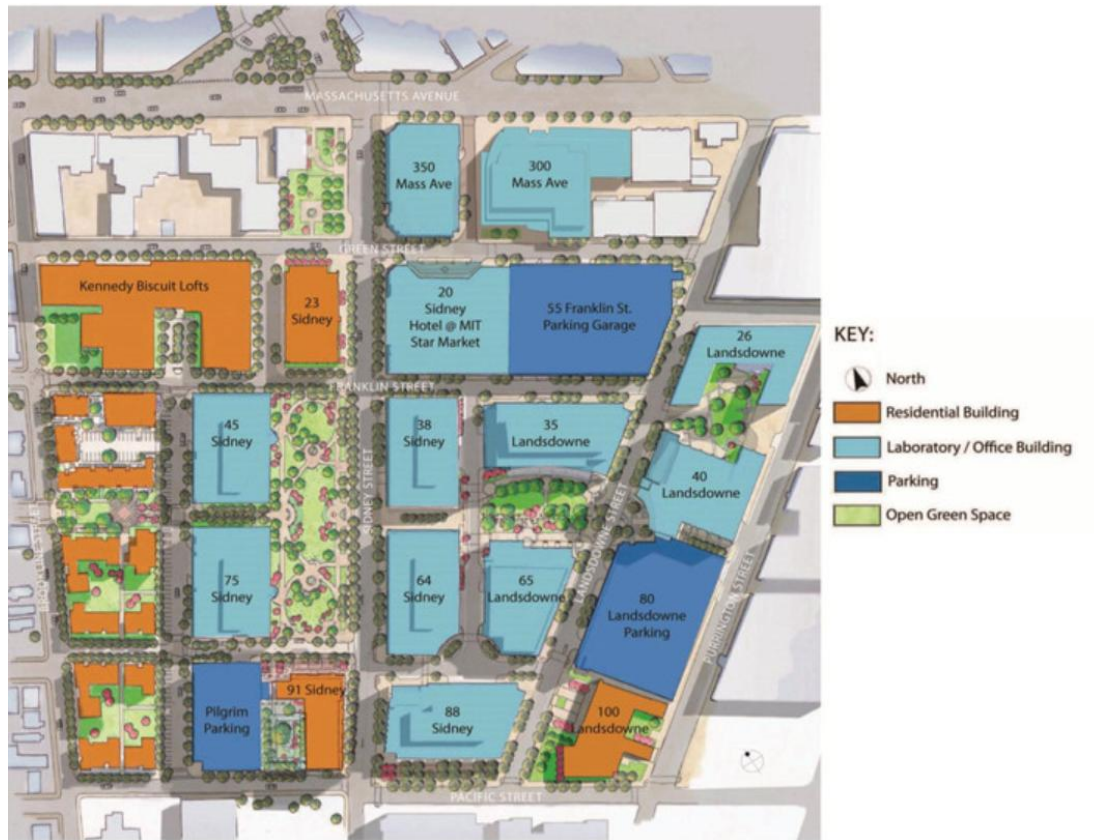 MASSACHUSETTS AVENUE
350
Mass Ave
300
Mass Ave
GREEN STREET
Kennedy Biscuit Lofts
23
Sidney
20
Sidney
Hotel @ MIT
Star Market
55 Franklin St.
Parking Garage
26
Landsdowne
FRANKLIN STREET
45
Sidney
38
Sidney
35
Landsdowne
40
Landsdowne
SIDNEY STREET
LANDSDOWNE STREET
75
Sidney
64
Sidney
65
Landsdowne
80
Landsdowne
Parking
PURRINGTON STREET
Pilgrim
Parking
91 Sidney
88
Sidney
100
Landsdowne
PACIFIC STREET
KEY:
North
Residential Building
Laboratory / Office Building
Parking
Open Green Space